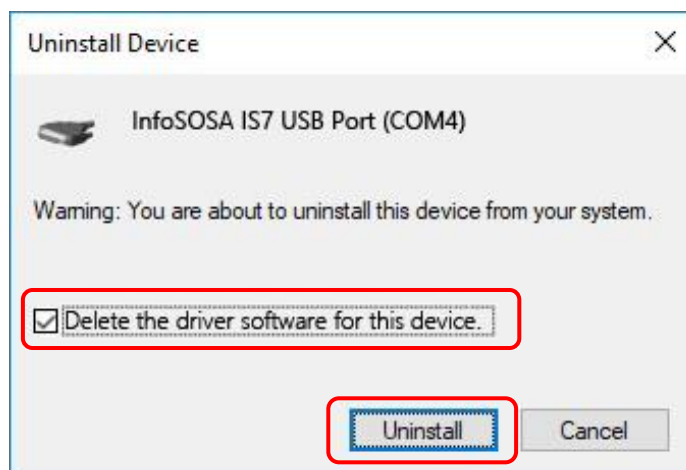 Uninstall Device
InfoSOSA IS7 USB Port (COM4)
Warning: You are about to uninstall this device from your system.
Delete the driver software for this device.
Uninstall Cancel